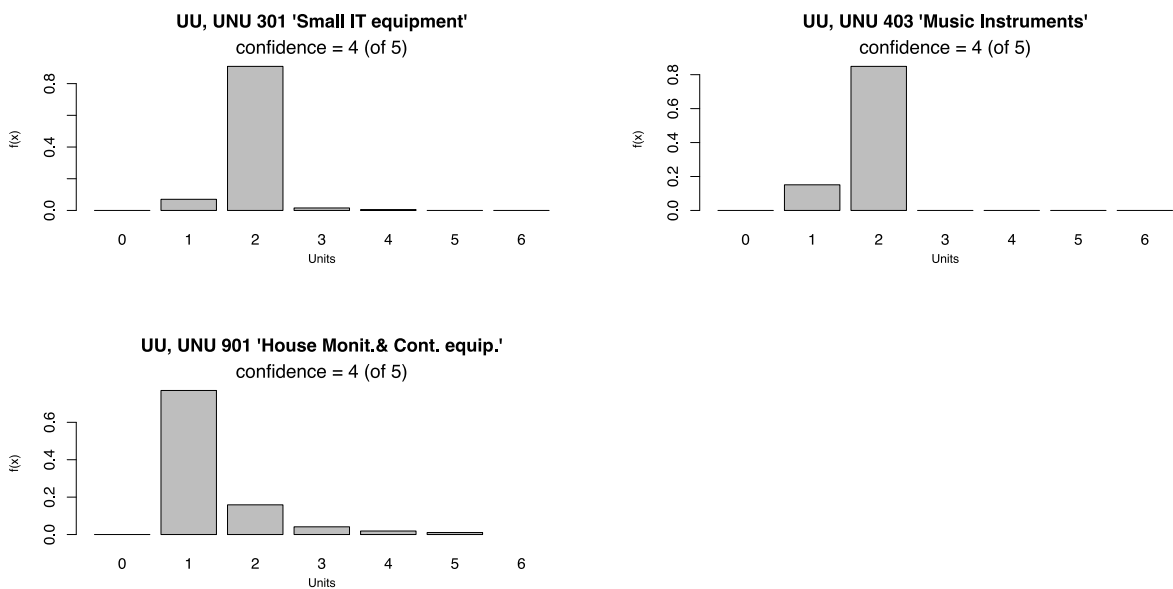 UU, UNU 301 'Small IT equipment'
confidence = 4 (of 5)
f(x)
0.8
0.4
0.0
0 1 2 3 4 5 6
Units
UU, UNU 403 'Music Instruments'
confidence = 4 (of 5)
f(x)
0.8
0.6
0.4
0.2
0.0
0 1 2 3 4 5 6
Units
UU, UNU 901 'House Monit.& Cont. equip.'
confidence = 4 (of 5)
f(x)
0.6
0.4
0.2
0.0
0 1 2 3 4 5 6
Units